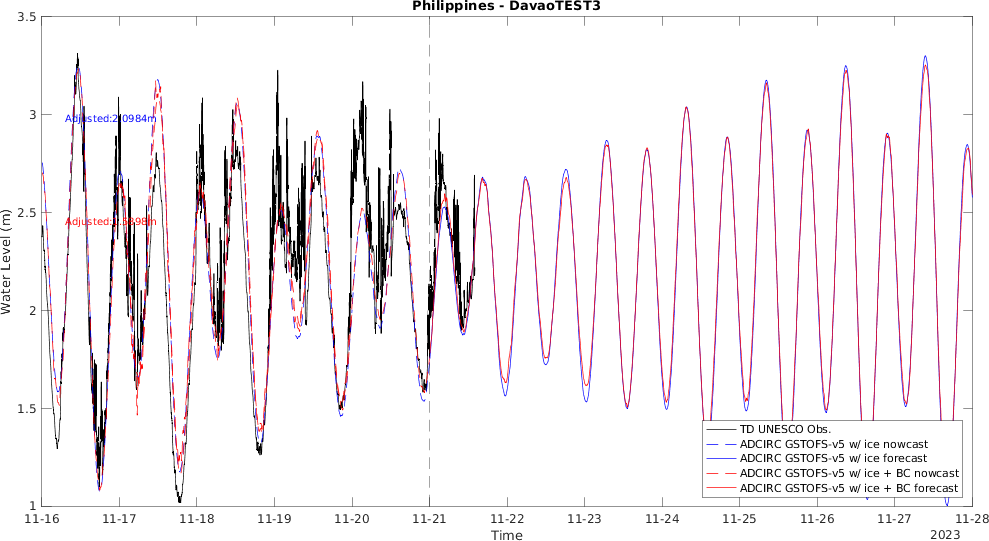 Philippines - DavaoTEST3
3.5
3
2.5
2
1.5
1
Water Level (m)
Adjusted:2.0984m
11-16
11-17
11-18
11-19
11-20
11-21
11-22
11-23
11-24
11-25
11-26
11-27
11-28
Time
2023
TD UNESCO Obs.
ADCIRC GSTOFS-v5 w/ ice nowcast
ADCIRC GSTOFS-v5 w/ ice forecast
ADCIRC GSTOFS-v5 w/ ice + BC nowcast
ADCIRC GSTOFS-v5 w/ ice + BC forecast